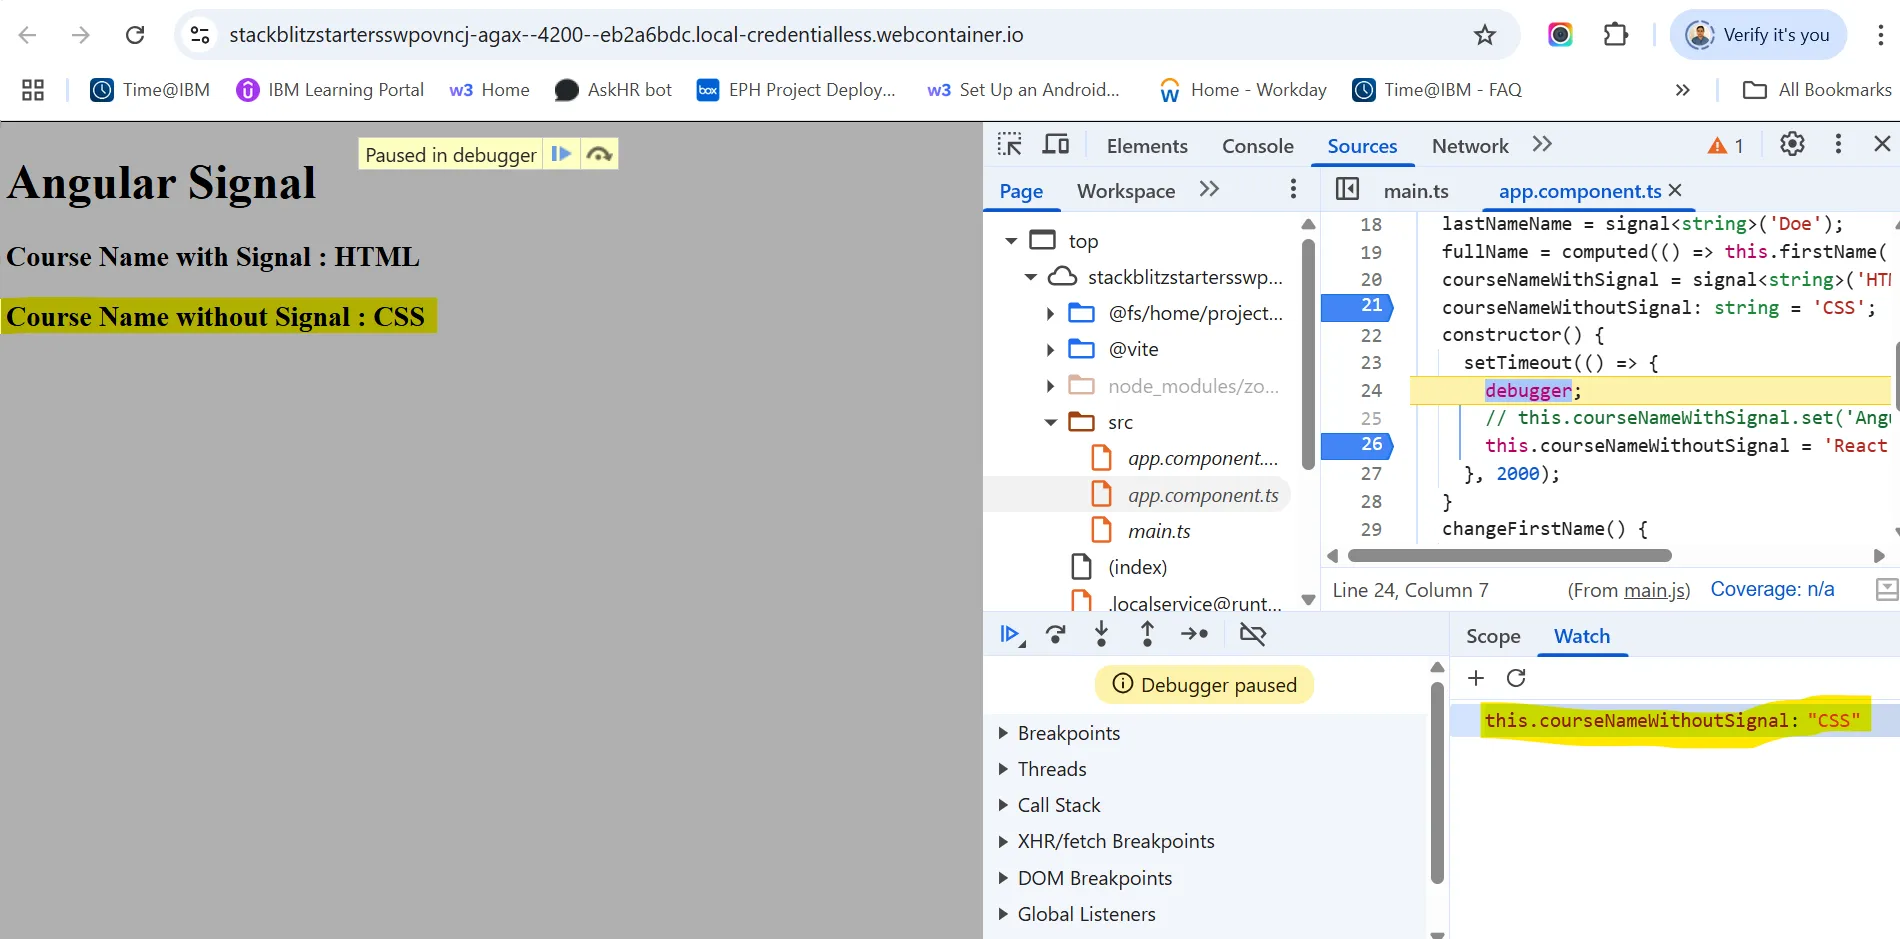 stackblitzstartersswpovncj-agax--4200--eb2a6bdc.local-credentialless.webcontainer.io
Verify it's you
Time@IBM
IBM Learning Portal
w3 Home
AskHR bot
box EPH Project Deploy...
w3 Set Up an Android...
Home - Workday
Time@IBM - FAQ
All Bookmarks
Paused in debugger
Angular Signal
Course Name with Signal : HTML
Course Name without Signal : CSS
Elements Console Sources Network 1
Page Workspace
main.ts app.component.ts
top
stackblitzstartersswp...
@fs/home/project...
@vite
node_modules/zo...
src
app.component....
app.component.ts
main.ts
(index)
.localservice@runt...
18 lastNameName = signal<string>('Doe');
19 fullName = computed(() => this.firstName(
20 courseNameWithSignal = signal<string>('HTM
21 courseNameWithoutSignal: string = 'CSS';
22 constructor() {
23 setTimeout(() => {
24 debugger;
25 // this.courseNameWithSignal.set('Angu
26 this.courseNameWithoutSignal = 'React
27 }, 2000);
28 }
29 changeFirstName() {
Line 24, Column 7 (From main.js) Coverage: n/a
Debugger paused
Breakpoints
Threads
Call Stack
XHR/fetch Breakpoints
DOM Breakpoints
Global Listeners
Scope Watch
this.courseNameWithoutSignal: "CSS"